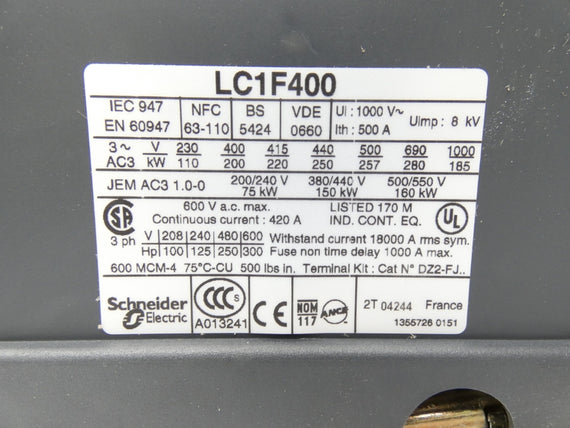 LC1F400
IEC 947 NFC BS VDE Ui : 1000 V~ Uimp : 8 kV
EN 60947 63-110 5424 0660 Ith : 500 A
3~ V 230 400 415 440 500 690 1000
AC3 kW 110 200 220 250 257 280 185
JEM AC3 1.0-0 200/240 V 380/440 V 500/550 V
75 kW 150 kW 160 kW
SA 600 V a.c. max. LISTED 170 M UL
Continuous current : 420 A IND. CONT. EQ.
3 ph V 208 240 480 600 Withstand current 18000 A rms sym.
Hp 100 125 250 300 Fuse non time delay 1000 A max.
600 MCM-4 75°C-CU 500 lbs in. Terminal Kit : Cat N° DZ2-FJ..
Schneider Electric CCC S CE NOM ANCE 2T 04244 France
A013241 117 1355726 0151